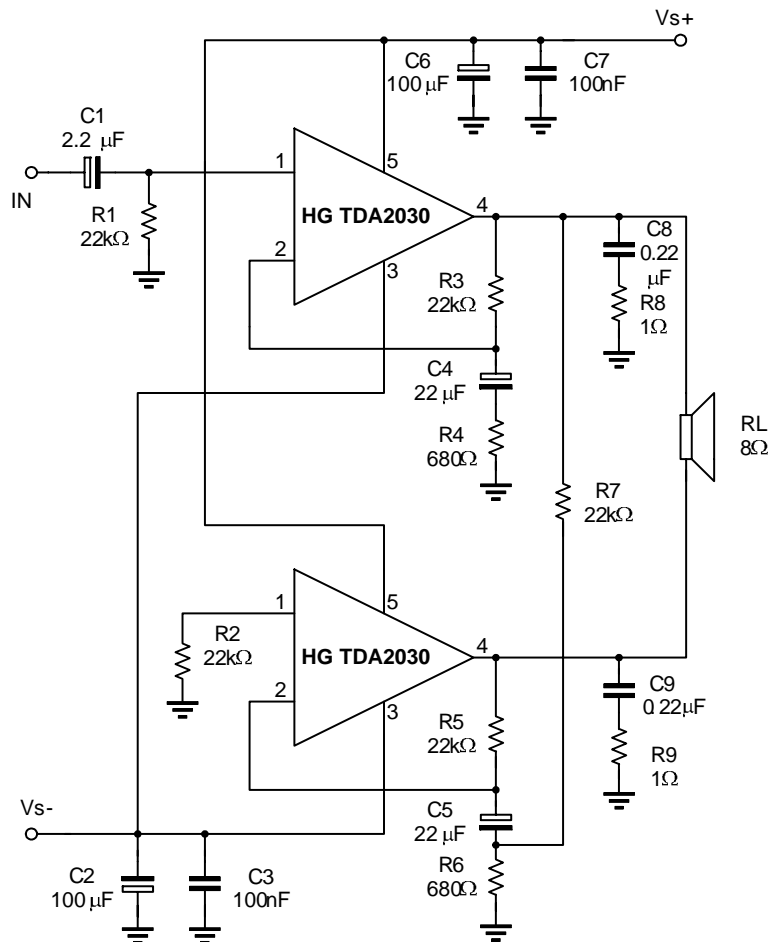 Vs+
C6
100 µF
C7
100nF
C1
2.2 µF
IN
R1
22kΩ
1
5
HG TDA2030
4
2
3
R3
22kΩ
C8
0.22
µF
R8
1Ω
C4
22 µF
R4
680Ω
RL
8Ω
R7
22kΩ
1
5
R2
22kΩ
HG TDA2030
4
2
3
R5
22kΩ
C9
0.22µF
R9
1Ω
Vs-
C5
22 µF
C2
100 µF
C3
100nF
R6
680Ω